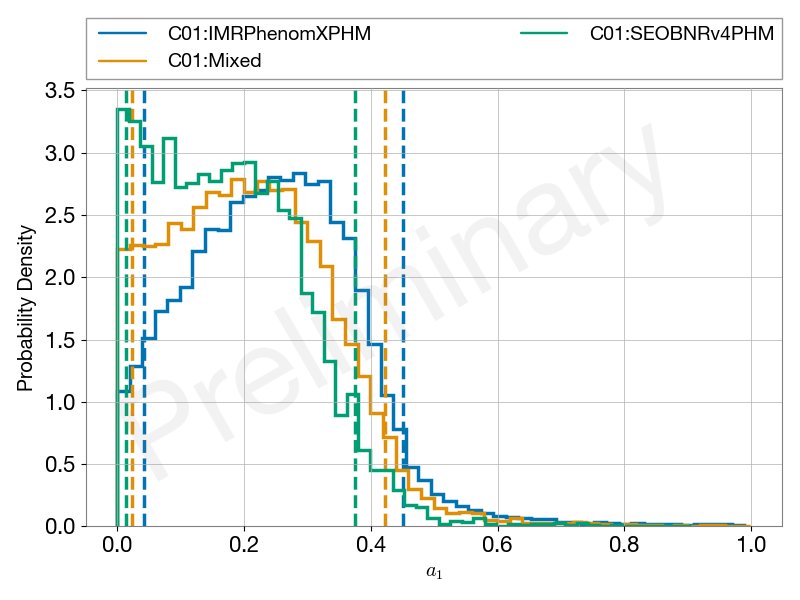 C01:IMRPhenomXPHM
C01:Mixed
C01:SEOBNRv4PHM
3.5
3.0
2.5
2.0
1.5
1.0
0.5
0.0
Probability Density
Preliminary
0.0 0.2 0.4 0.6 0.8 1.0
a₁